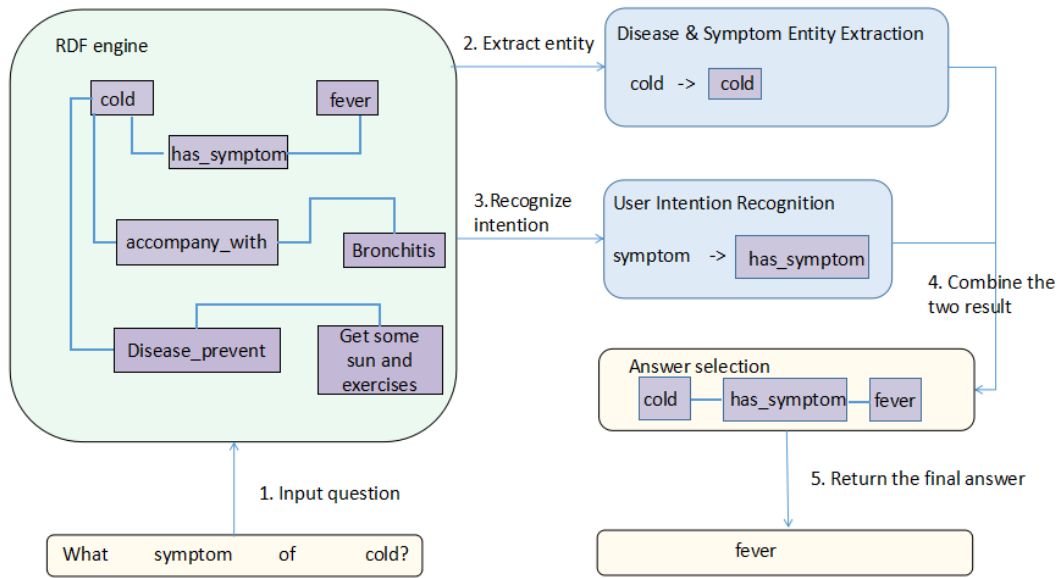 RDF engine
cold
fever
has_symptom
accompany_with
Bronchitis
Disease_prevent
Get some
sun and
exercises
1. Input question
What symptom of cold?
2. Extract entity
Disease & Symptom Entity Extraction
cold -> cold
3.Recognize
intention
User Intention Recognition
symptom -> has_symptom
4. Combine the
two result
Answer selection
cold has_symptom fever
5. Return the final answer
fever